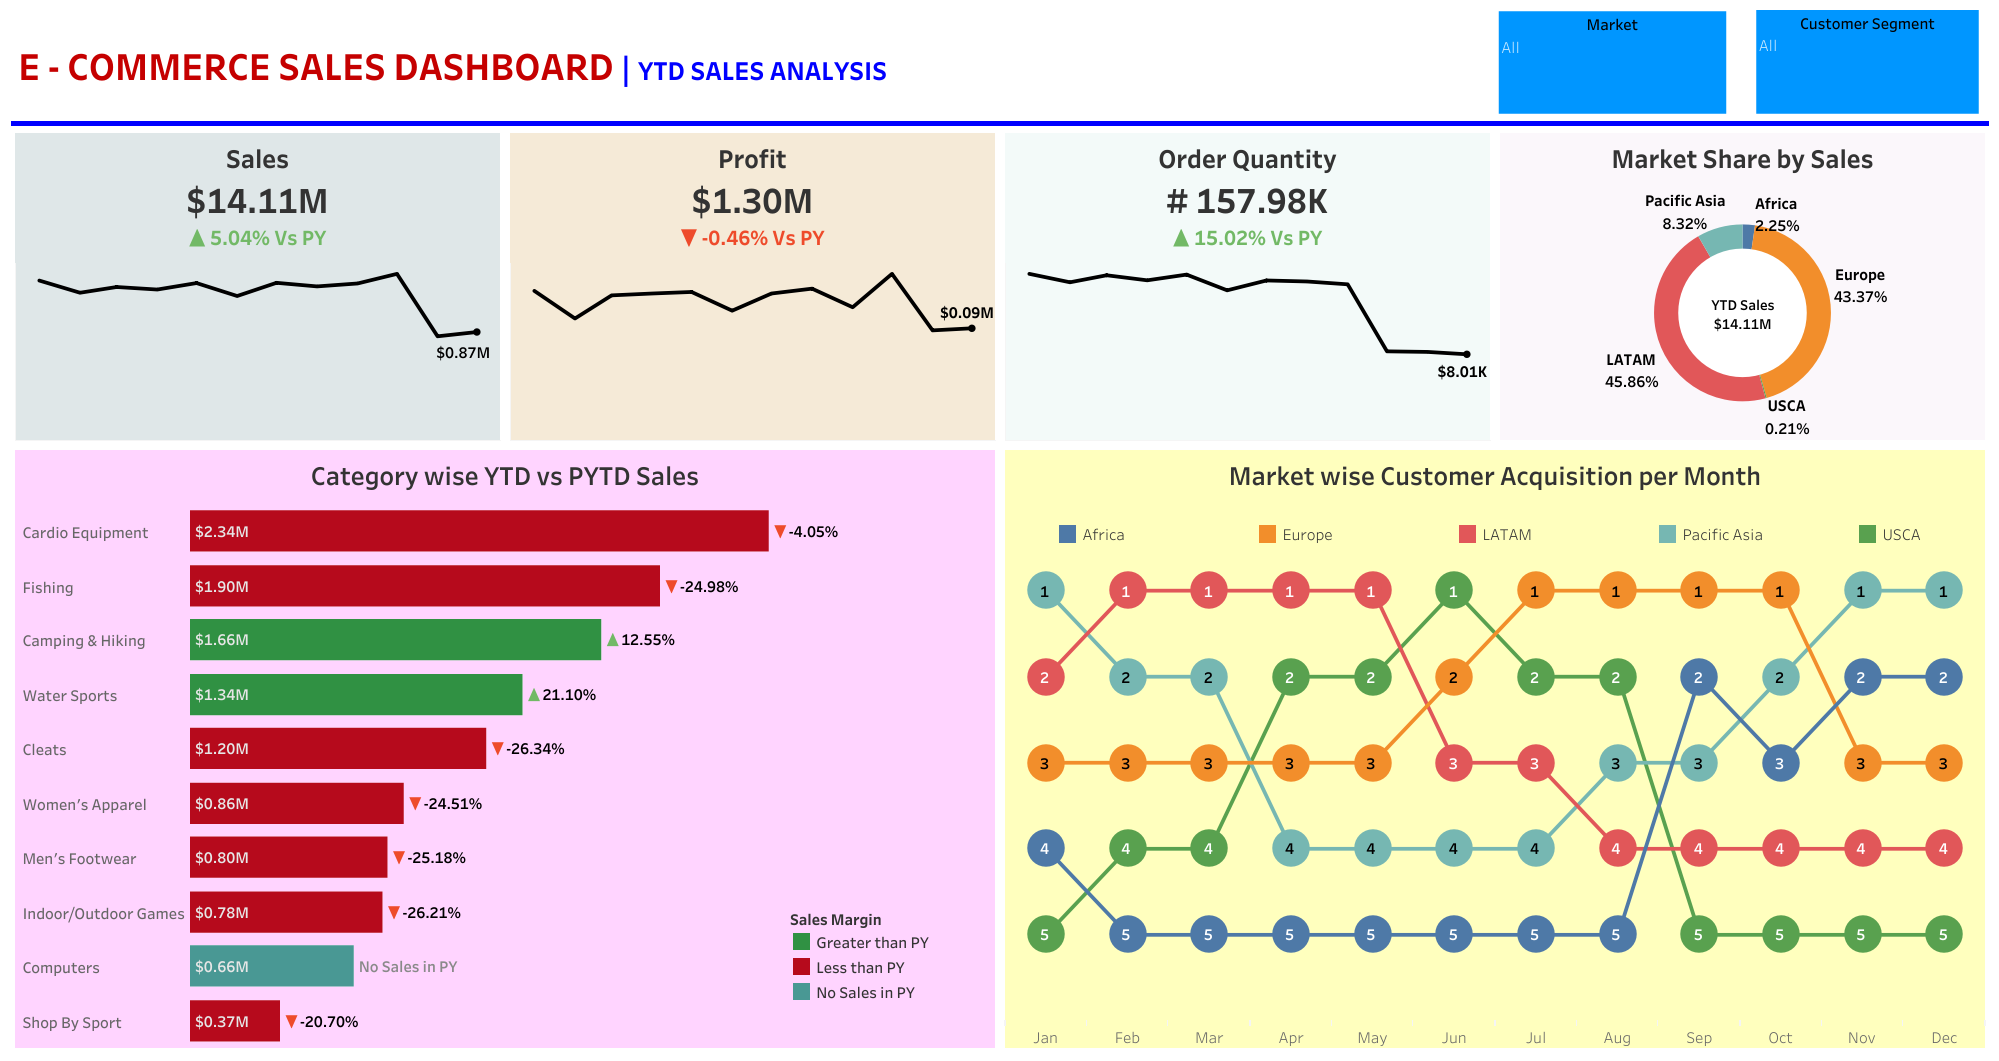 E - COMMERCE SALES DASHBOARD | YTD SALES ANALYSIS
Market
All
Customer Segment
All
Sales
$14.11M
▲ 5.04% Vs PY
$0.87M
Profit
$1.30M
▼ -0.46% Vs PY
$0.09M
Order Quantity
# 157.98K
▲ 15.02% Vs PY
$8.01K
Market Share by Sales
Pacific Asia
8.32%
Africa
2.25%
Europe
43.37%
YTD Sales
$14.11M
LATAM
45.86%
USCA
0.21%
Category wise YTD vs PYTD Sales
Cardio Equipment $2.34M ▼ -4.05%
Fishing $1.90M ▼ -24.98%
Camping & Hiking $1.66M ▲ 12.55%
Water Sports $1.34M ▲ 21.10%
Cleats $1.20M ▼ -26.34%
Women's Apparel $0.86M ▼ -24.51%
Men's Footwear $0.80M ▼ -25.18%
Indoor/Outdoor Games $0.78M ▼ -26.21%
Computers $0.66M No Sales in PY
Shop By Sport $0.37M ▼ -20.70%
Sales Margin
Greater than PY
Less than PY
No Sales in PY
Market wise Customer Acquisition per Month
Africa Europe LATAM Pacific Asia USCA
1 1 1 1 1 1 1 1 1 1 1 1
2 2 2 2 2 2 2 2 2 2 2 2
3 3 3 3 3 3 3 3 3 3 3 3
4 4 4 4 4 4 4 4 4 4 4 4
5 5 5 5 5 5 5 5 5 5 5 5
Jan Feb Mar Apr May Jun Jul Aug Sep Oct Nov Dec